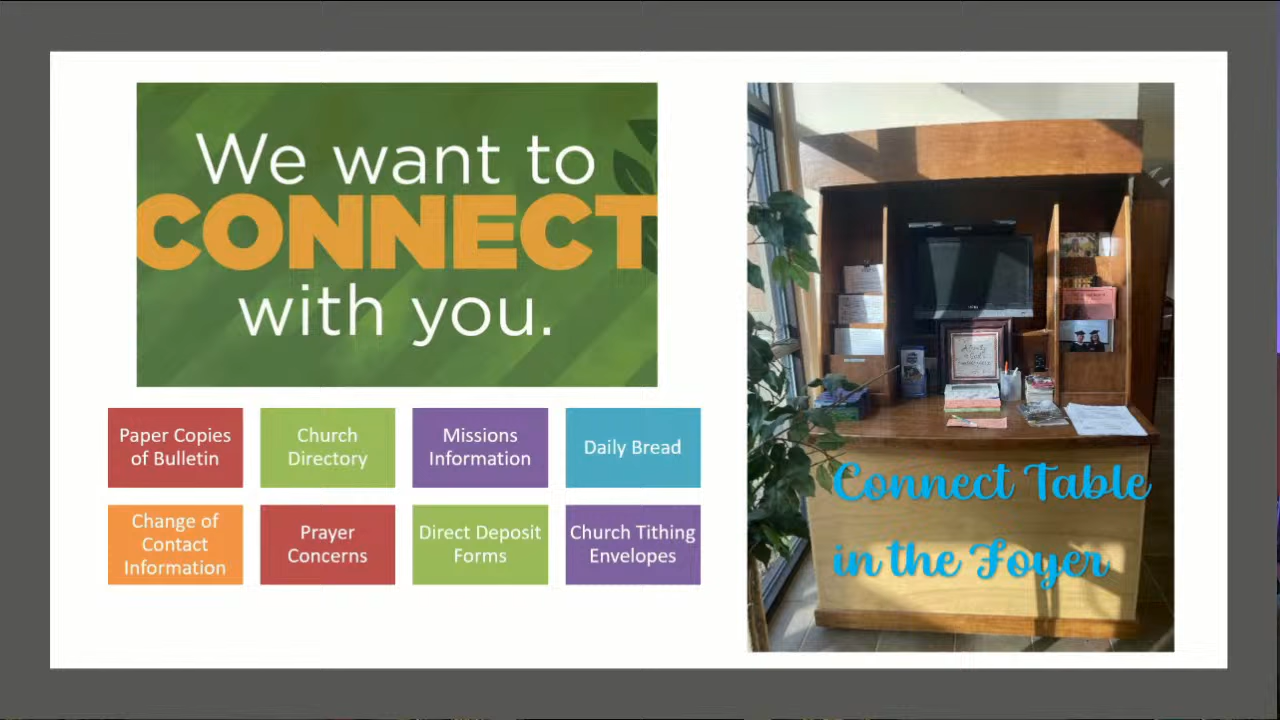 We want to
CONNECT
with you.
Paper Copies
of Bulletin
Church
Directory
Missions
Information
Daily Bread
Change of
Contact
Information
Prayer
Concerns
Direct Deposit
Forms
Church Tithing
Envelopes
Connect Table
in the Foyer